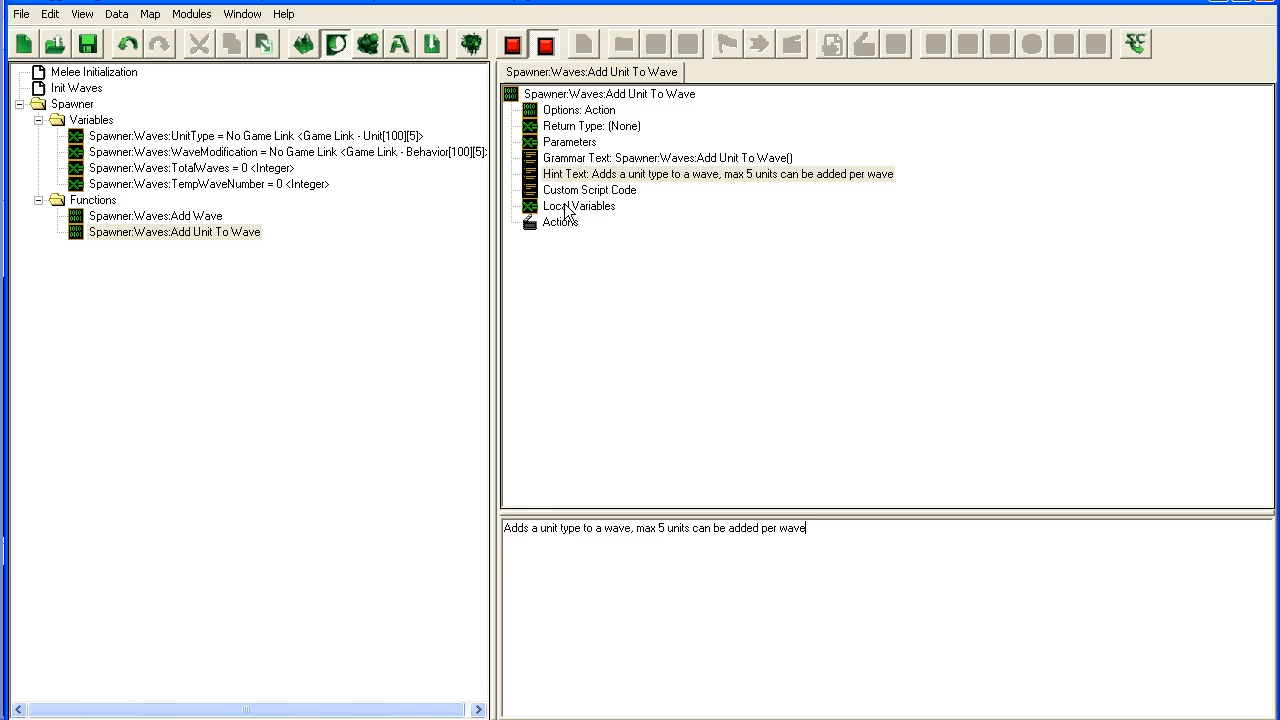 File Edit View Data Map Modules Window Help
Melee Initialization
Init Waves
Spawner
Variables
Spawner:Waves:UnitType = No Game Link <Game Link - Unit[100][5]>
Spawner:Waves:WaveModification = No Game Link <Game Link - Behavior[100][5]:
Spawner:Waves:TotalWaves = 0 <Integer>
Spawner:Waves:TempWaveNumber = 0 <Integer>
Functions
Spawner:Waves:Add Wave
Spawner:Waves:Add Unit To Wave
Spawner:Waves:Add Unit To Wave
Spawner:Waves:Add Unit To Wave
Options: Action
Return Type: (None)
Parameters
Grammar Text: Spawner:Waves:Add Unit To Wave()
Hint Text: Adds a unit type to a wave, max 5 units can be added per wave
Custom Script Code
Local Variables
Actions
Adds a unit type to a wave, max 5 units can be added per wave